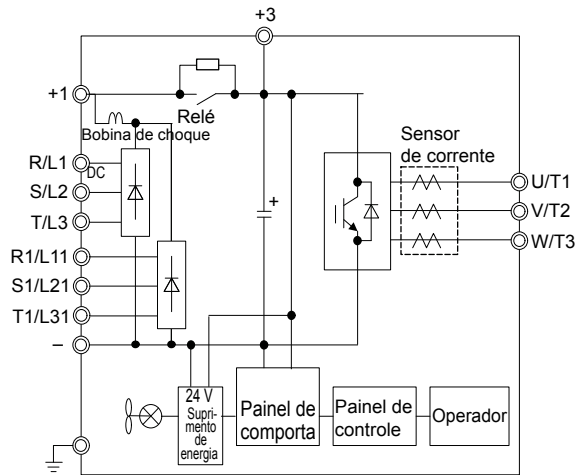 +3
+1
Relé
Bobina de choque
DC
Sensor
de corrente
R/L1
S/L2
T/L3
R1/L11
S1/L21
T1/L31
–
+
U/T1
V/T2
W/T3
24 V
Supri-
mento
de
energia
Painel de
comporta
Painel de
controle
Operador